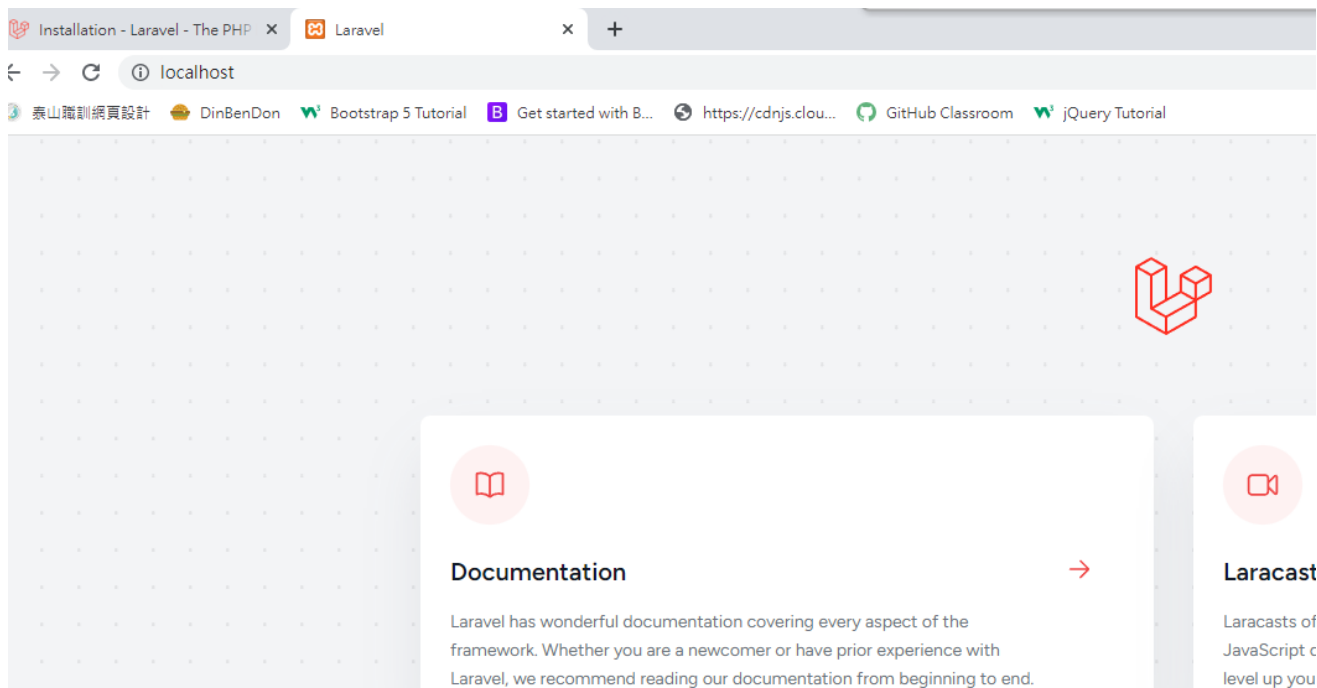 Installation - Laravel - The PHP
Laravel
localhost
泰山職訓網頁設計 DinBenDon Bootstrap 5 Tutorial Get started with B... https://cdnjs.clou... GitHub Classroom jQuery Tutorial
Documentation
Laravel has wonderful documentation covering every aspect of the
framework. Whether you are a newcomer or have prior experience with
Laravel, we recommend reading our documentation from beginning to end.
Laracast
Laracasts of
JavaScript
level up you